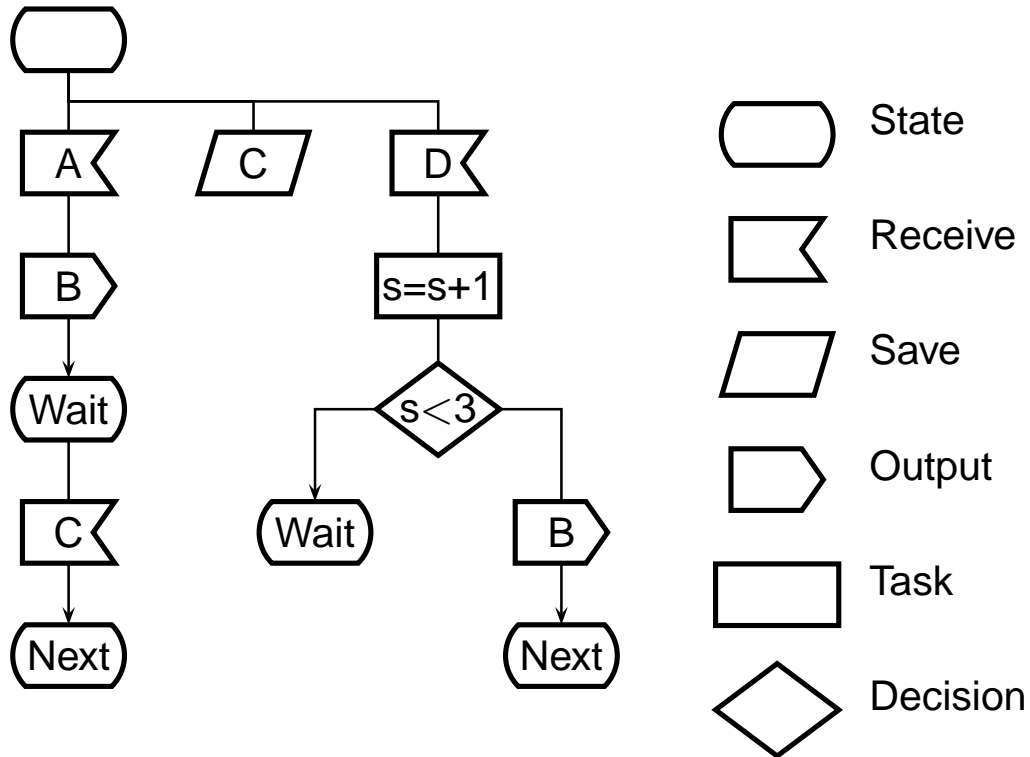 A
C
D
B
s=s+1
Wait
s<3
C
Wait
B
Next
Next
State
Receive
Save
Output
Task
Decision